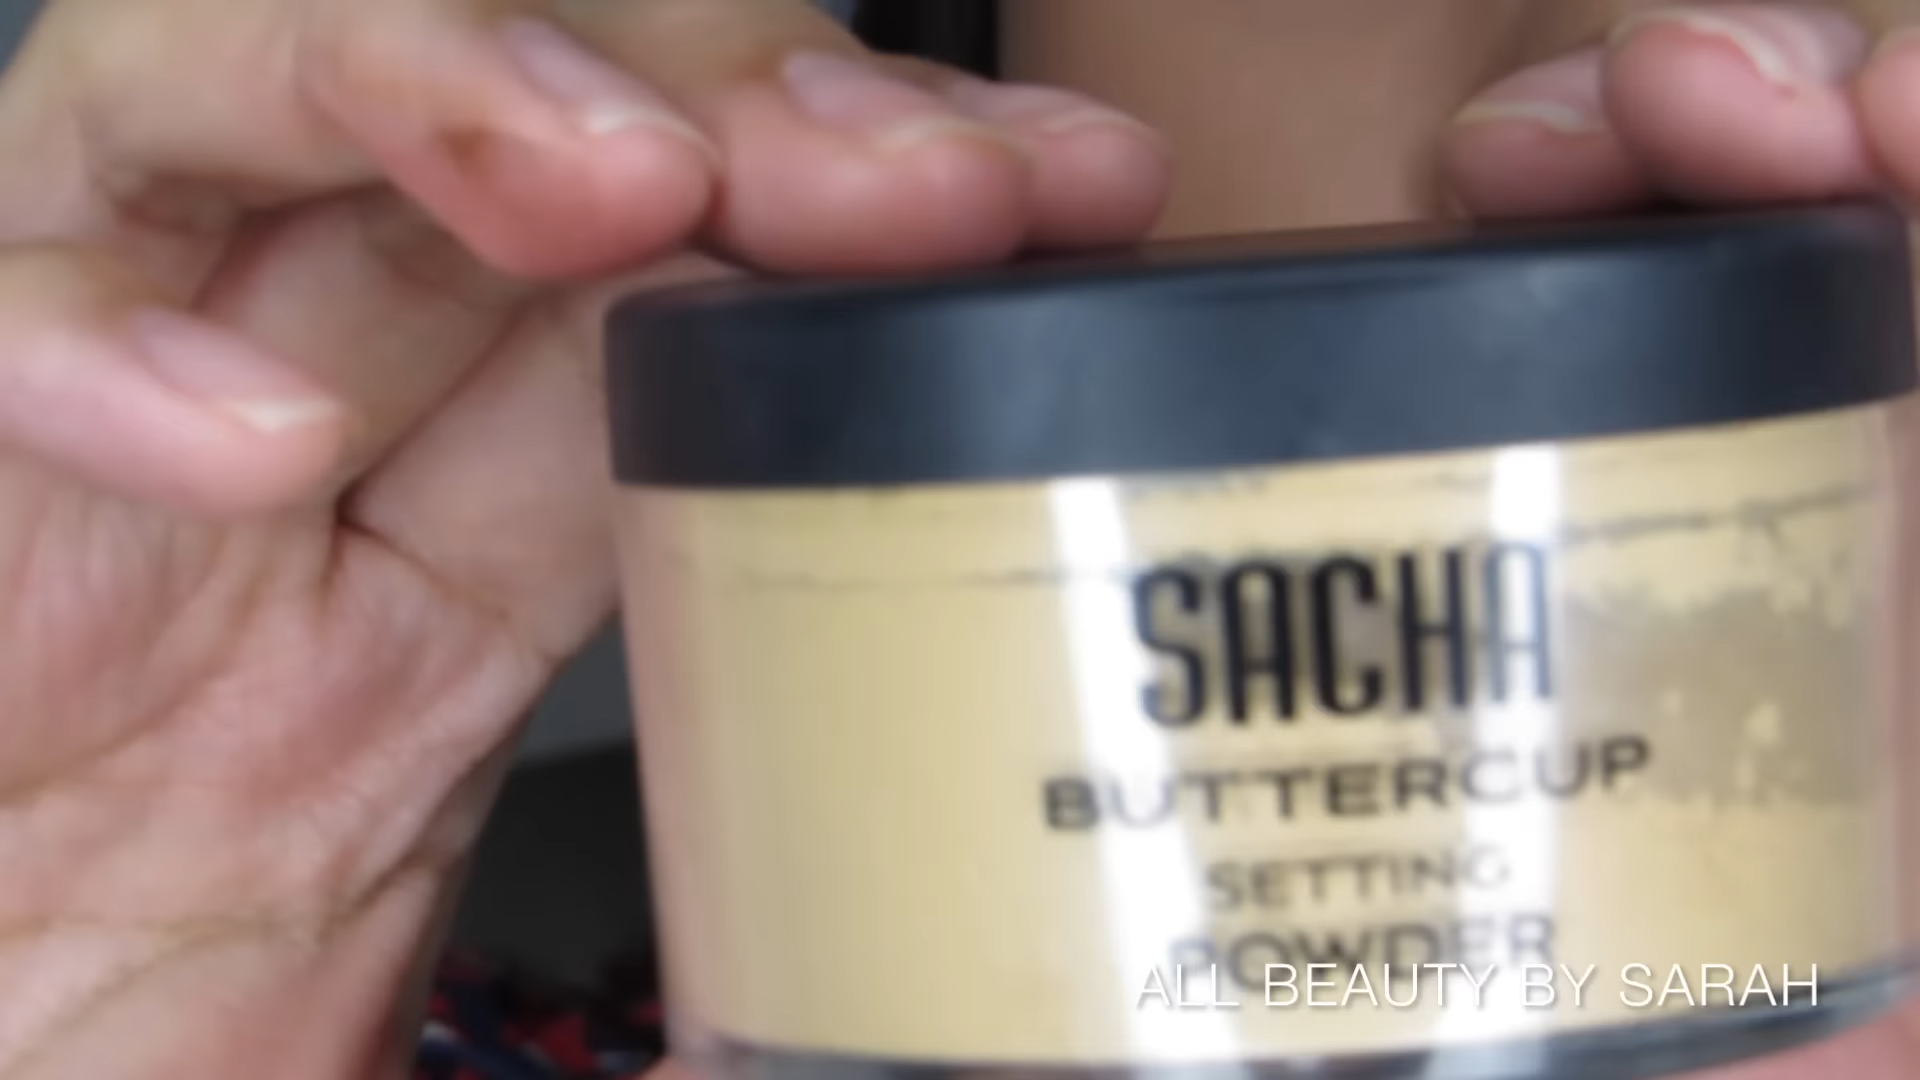 SACHA
BUTTERCUP
SETTING
POWDER
ALL BEAUTY BY SARAH